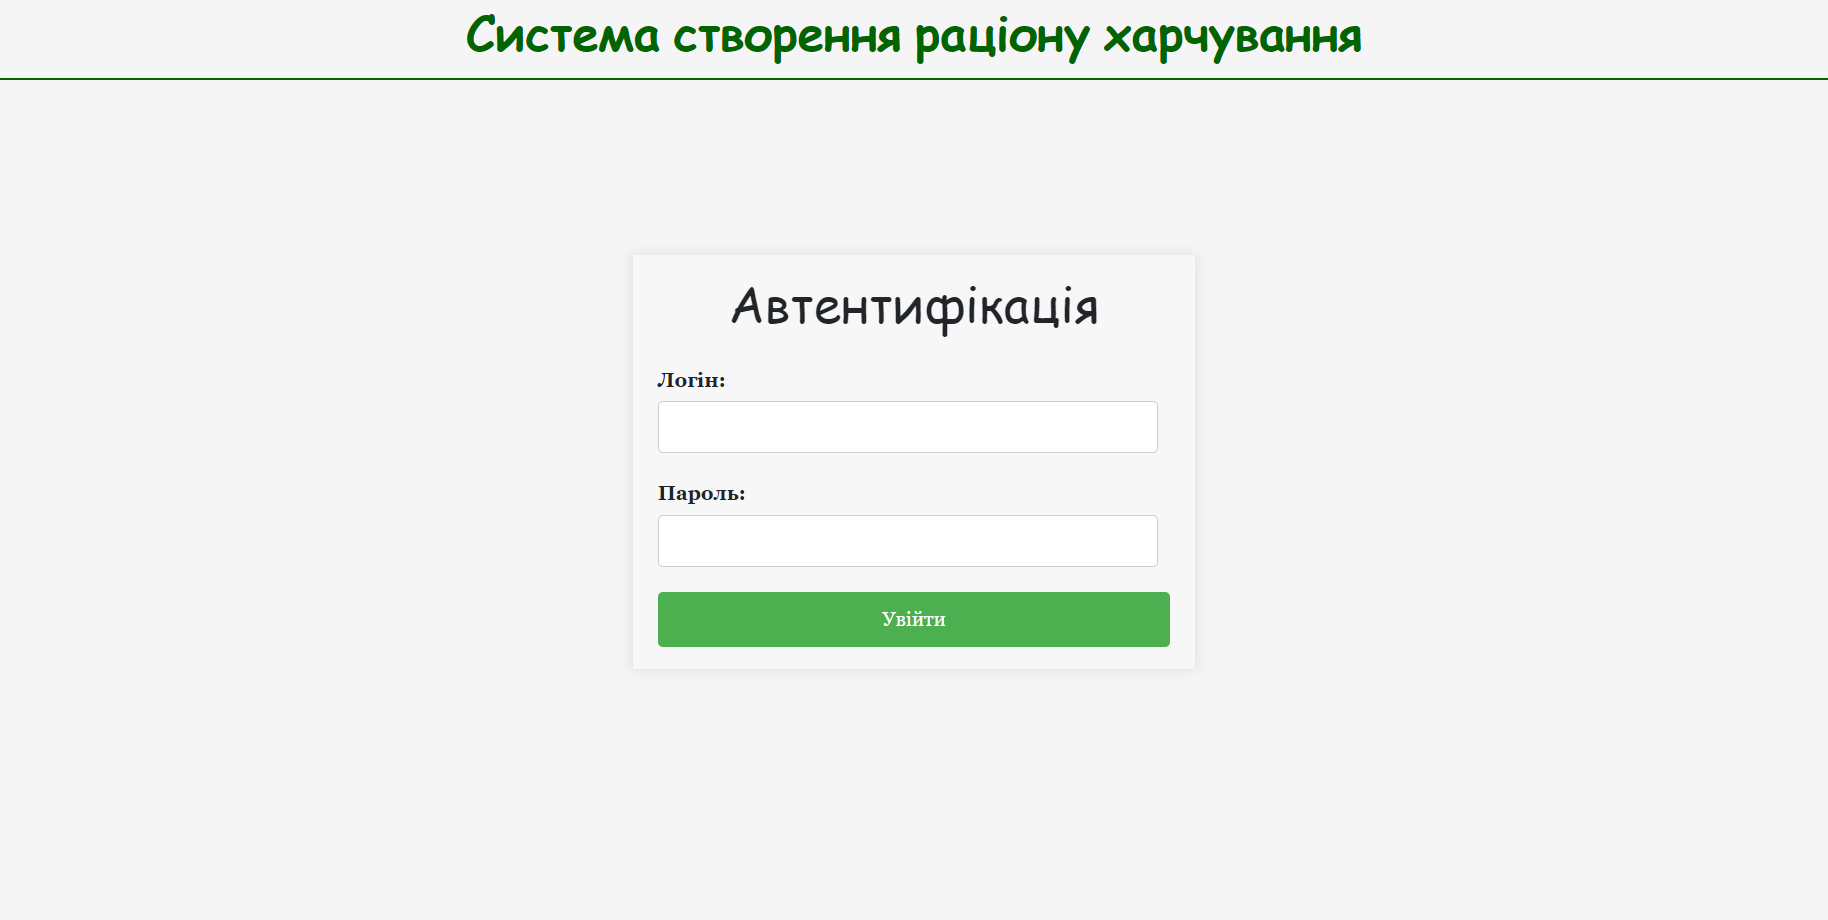 Система створення раціону харчування
Автентифікація
Логін:
Пароль:
Увійти